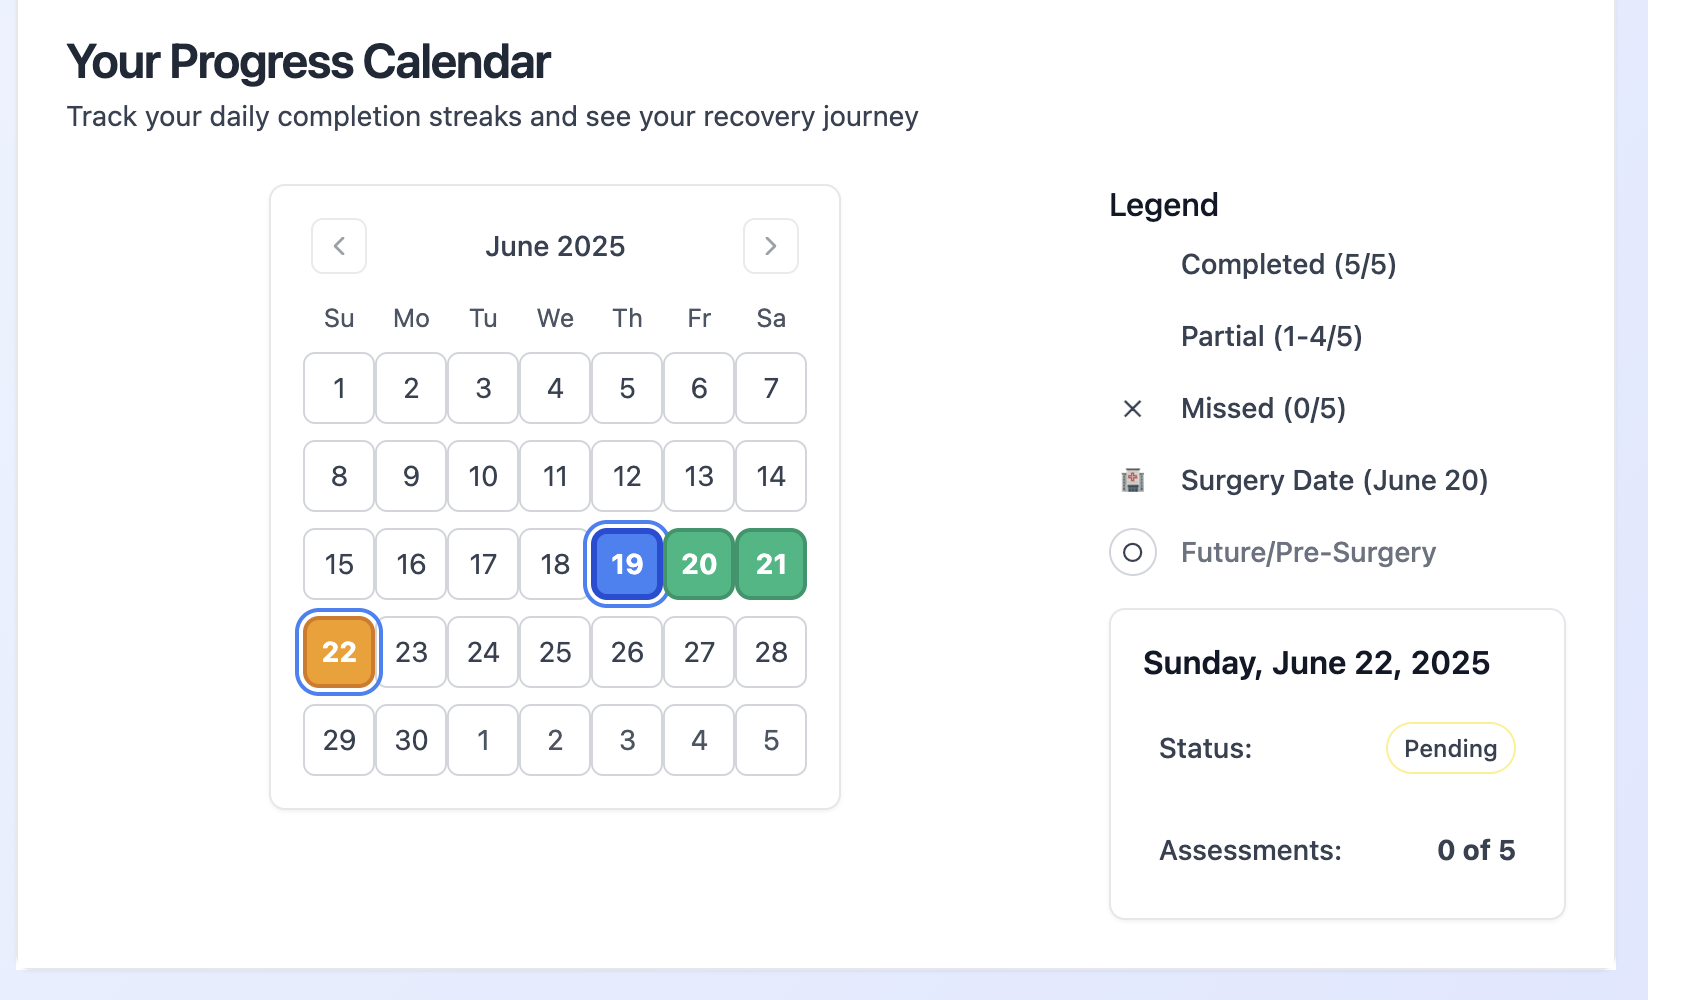 Your Progress Calendar
Track your daily completion streaks and see your recovery journey
June 2025
Su Mo Tu We Th Fr Sa
1 2 3 4 5 6 7
8 9 10 11 12 13 14
15 16 17 18 19 20 21
22 23 24 25 26 27 28
29 30 1 2 3 4 5
Legend
Completed (5/5)
Partial (1-4/5)
Missed (0/5)
Surgery Date (June 20)
Future/Pre-Surgery
Sunday, June 22, 2025
Status: Pending
Assessments: 0 of 5